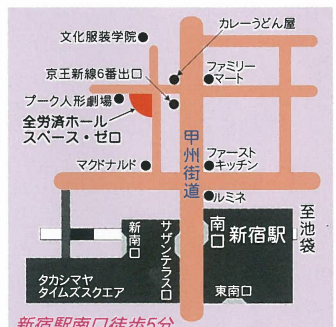 カレーうどん屋
文化服装学院
京王新線6番出口
ファミリー
マート
プーク人形劇場
全労済ホール
スペース・ゼロ
甲州街道
マクドナルド
ファースト
キッチン
ルミネ
至池袋
新南口
サザンテラス口
南口
新宿駅
タカシマヤ
タイムズスクエア
東南口
新宿駅南口徒歩5分